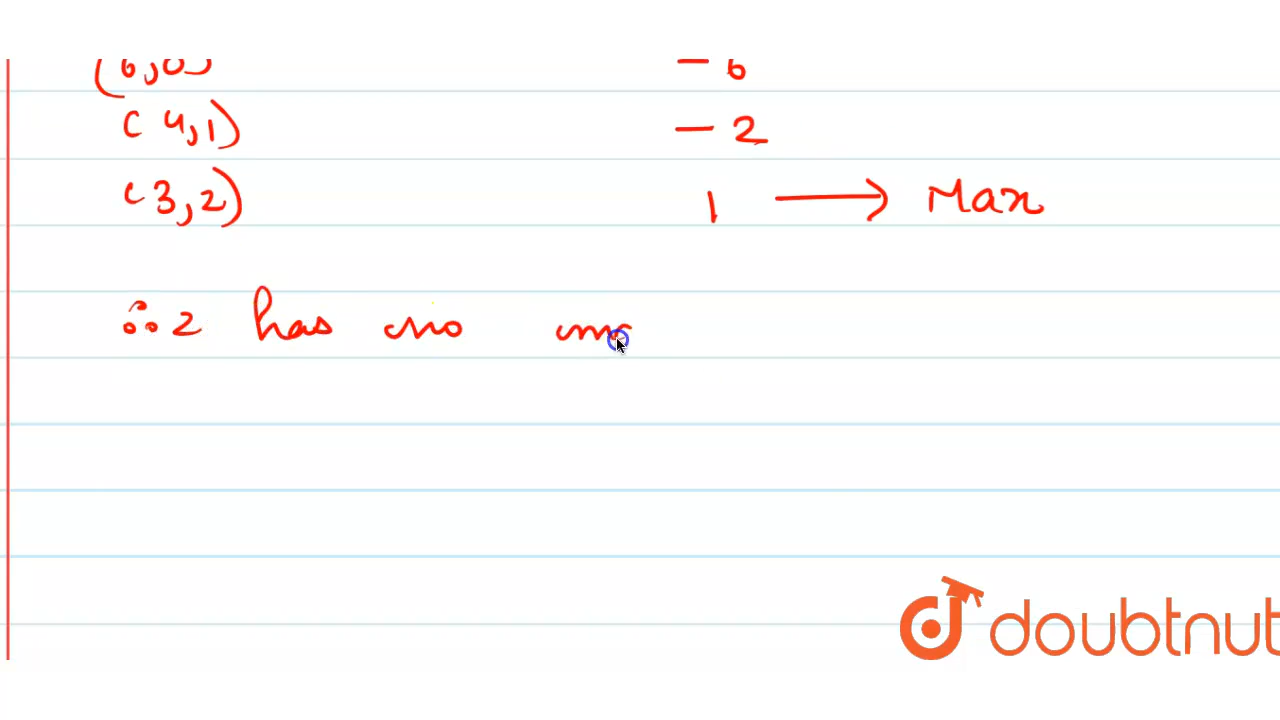 (6,0) - 6
(4,1) - 2
(3,2) 1 → Max
∴ z has no
doubtnut